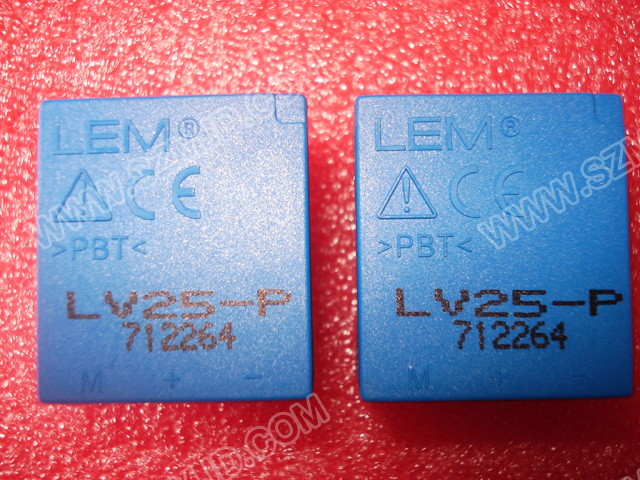 LEM®
CE
>PBT<
LV25-P
712264
M + -
LEM®
CE
>PBT<
LV25-P
712264
M + -